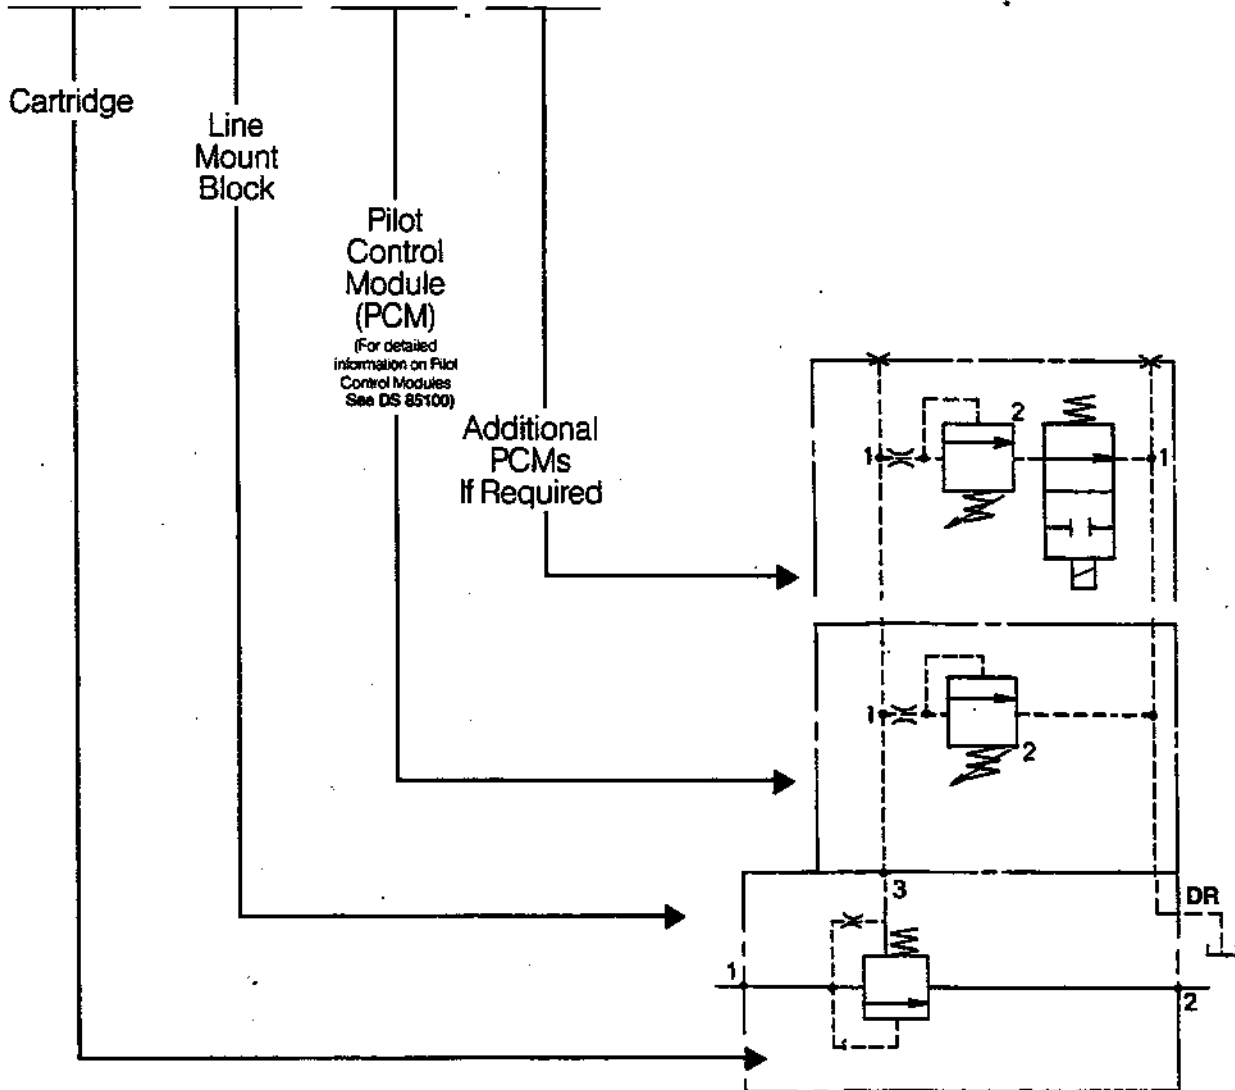 Cartridge
Line
Mount
Block
Pilot
Control
Module
(PCM)
(For detailed
information on Pilot
Control Modules
See DS 85100)
Additional
PCMs
If Required
2
1
1
1
2
3
DR
1
2